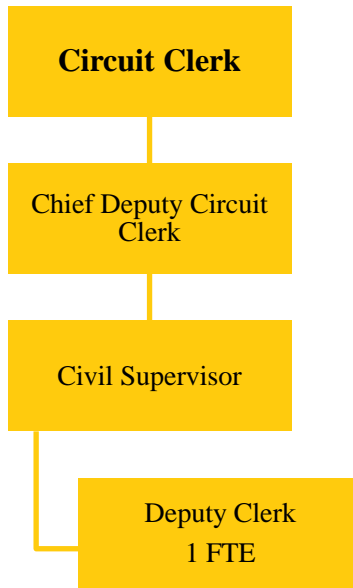 Circuit Clerk
Chief Deputy Circuit
Clerk
Civil Supervisor
Deputy Clerk
1 FTE